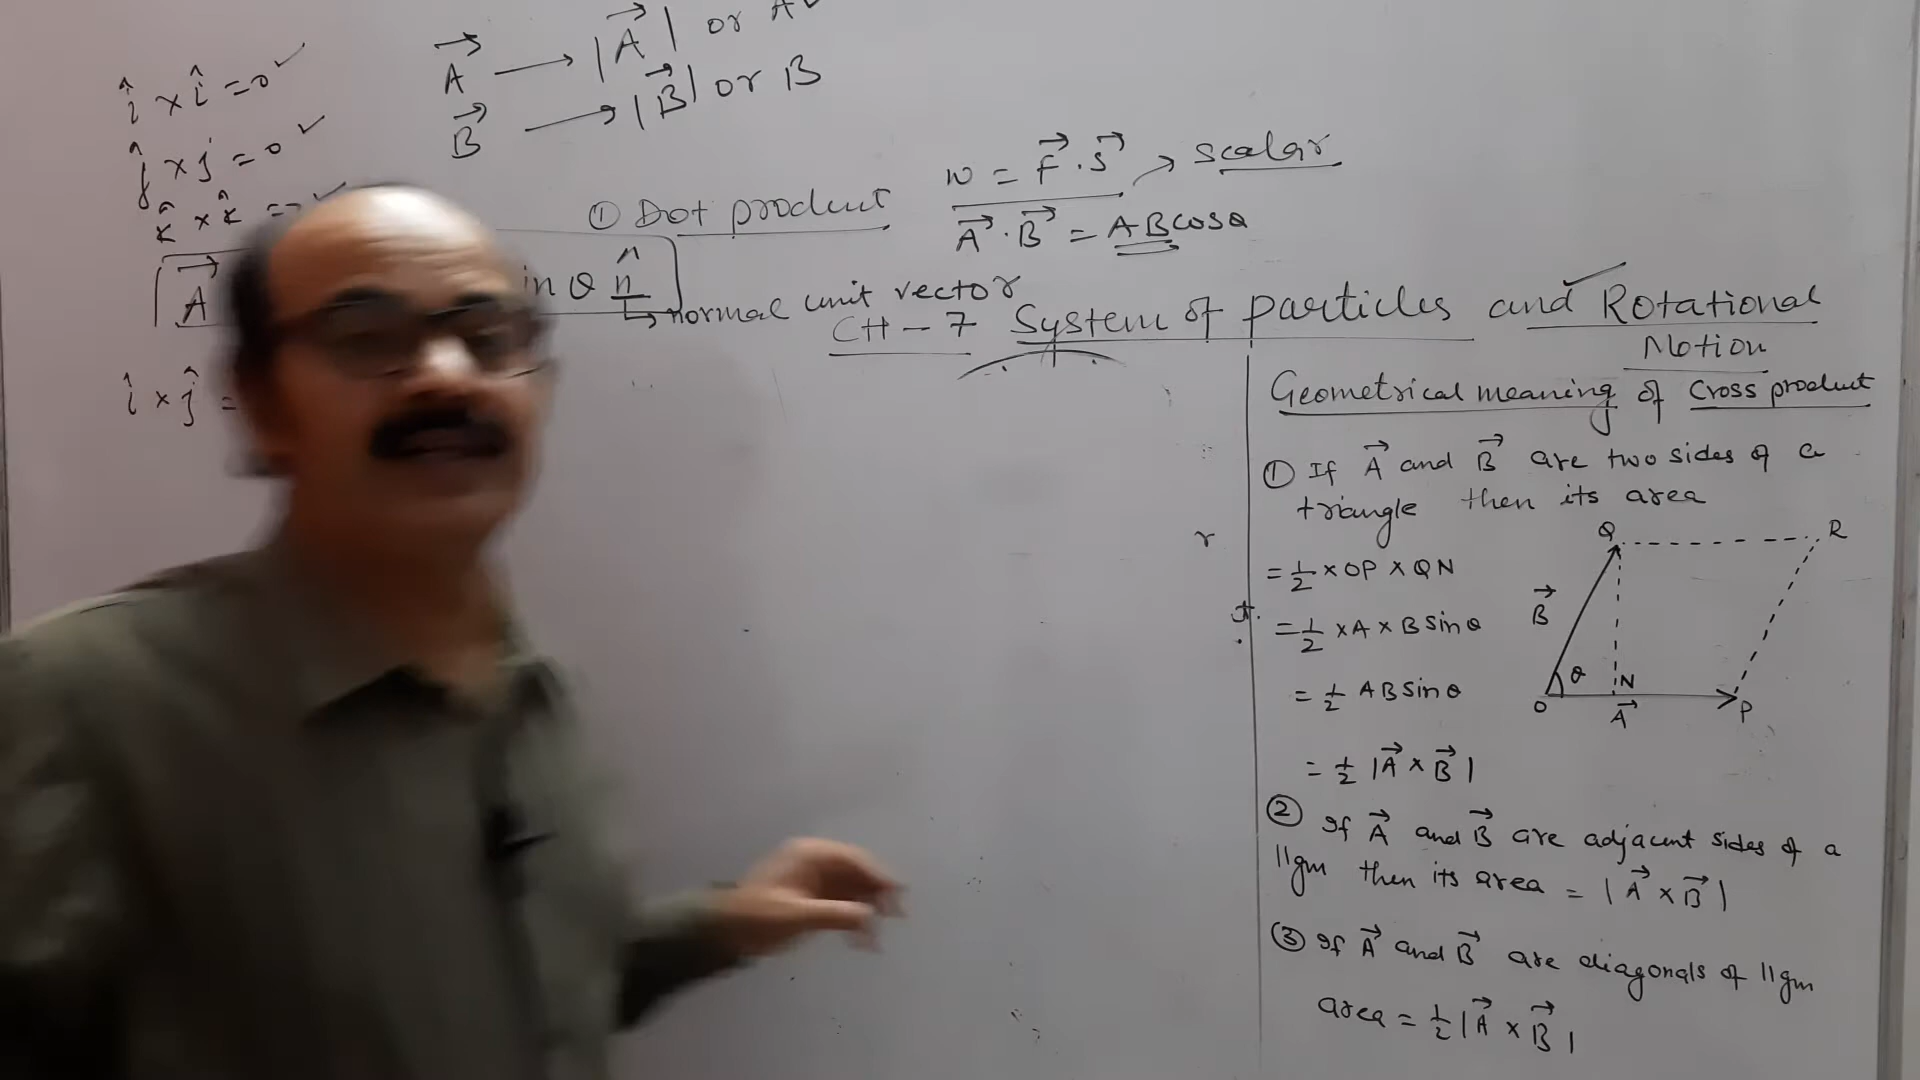 î × î = 0 ✓
ĵ × j = 0 ✓
k̂ × k̂ =
A⃗
î × ĵ =
A⃗ → |A⃗| or A
B⃗ → |B⃗| or B
① Dot product
W = F⃗ . S⃗ → scalar
A⃗ . B⃗ = AB cos θ
in θ n̂
↳ normal unit vector
CH - 7 System of particles and Rotational
Motion
Geometrical meaning of Cross product
① If A⃗ and B⃗ are two sides of a
triangle then its area
= 1/2 × OP × QN
= 1/2 × A × B sin θ
= 1/2 AB sin θ
= 1/2 |A⃗ × B⃗|
Q R
B⃗
θ N
O A⃗ P
② If A⃗ and B⃗ are adjacent sides of a
llgm then its area = |A⃗ × B⃗|
③ If A⃗ and B⃗ are diagonals of llgm
area = 1/2 |A⃗ × B⃗|